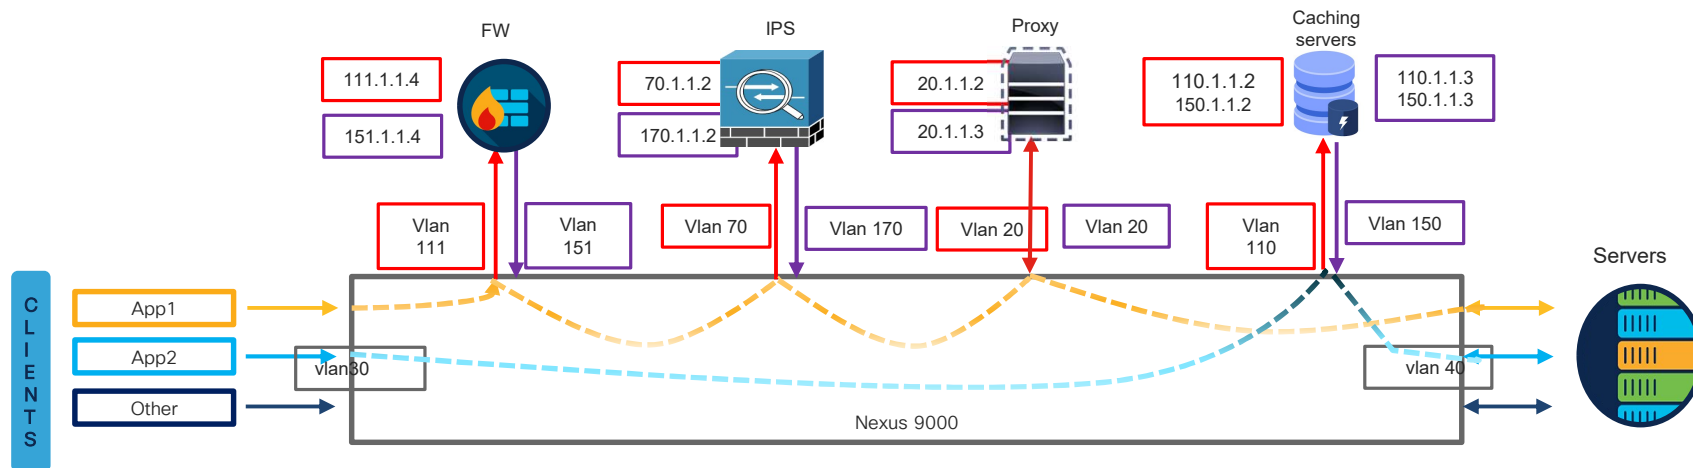 FW
IPS
Proxy
Caching
servers
111.1.1.4
151.1.1.4
70.1.1.2
170.1.1.2
20.1.1.2
20.1.1.3
110.1.1.2
150.1.1.2
110.1.1.3
150.1.1.3
Vlan
111
Vlan
151
Vlan 70
Vlan 170
Vlan 20
Vlan 20
Vlan
110
Vlan 150
Servers
CLIENTS
App1
App2
Other
vlan30
vlan 40
Nexus 9000